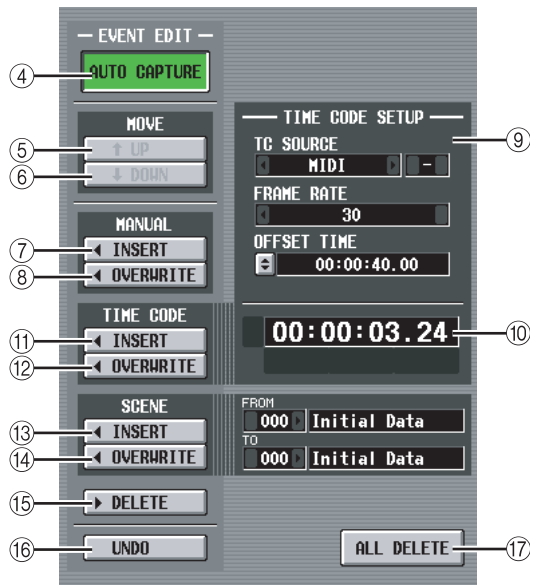 EVENT EDIT
④ AUTO CAPTURE
MOVE
⑤ ↑ UP
⑥ ↓ DOWN
MANUAL
⑦ INSERT
⑧ OVERWRITE
TIME CODE
⑪ INSERT
⑫ OVERWRITE
SCENE
⑬ INSERT
⑭ OVERWRITE
⑮ DELETE
⑯ UNDO
TIME CODE SETUP
⑨
TC SOURCE
MIDI -
FRAME RATE
30
OFFSET TIME
00:00:40.00
00:00:03.24 ⑩
FROM
000 Initial Data
TO
000 Initial Data
ALL DELETE ⑰